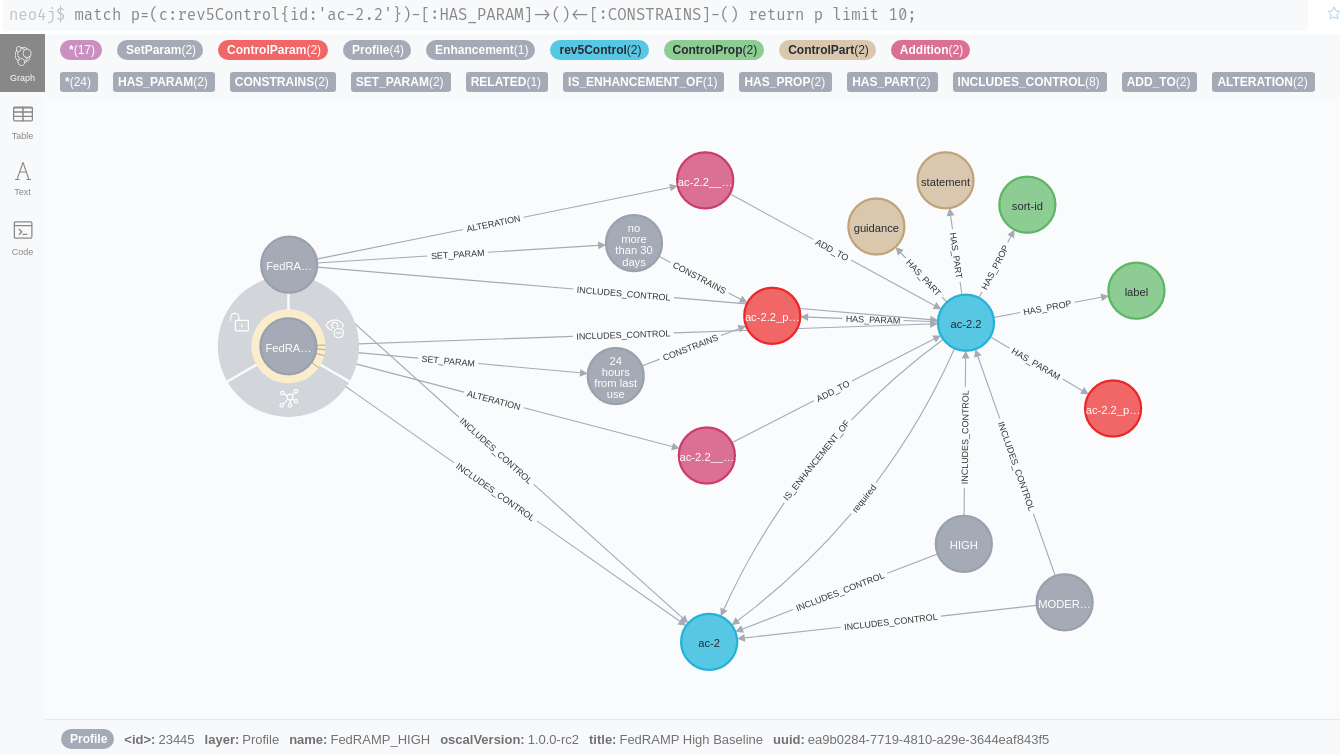 neo4j$ match p=(c:rev5Control{id:'ac-2.2'})-[:HAS_PARAM]->()<-[:CONSTRAINS]-() return p limit 10;
*(17) SetParam(2) ControlParam(2) Profile(4) Enhancement(1) rev5Control(2) ControlProp(2) ControlPart(2) Addition(2)
Graph
*(24) HAS_PARAM(2) CONSTRAINS(2) SET_PARAM(2) RELATED(1) IS_ENHANCEMENT_OF(1) HAS_PROP(2) HAS_PART(2) INCLUDES_CONTROL(8) ADD_TO(2) ALTERATION(2)
Table
Text
Code
ac-2.2__...
statement
sort-id
guidance
no
more
than 30
days
ALTERATION
SET_PARAM
CONSTRAINS
ADD_TO
HAS_PART
HAS_PART
HAS_PROP
FedRA...
INCLUDES_CONTROL
label
HAS_PROP
ac-2.2_p...
HAS_PARAM
ac-2.2
INCLUDES_CONTROL
FedRA...
CONSTRAINS
SET_PARAM
24
hours
from last
use
HAS_PARAM
ALTERATION
ADD_TO
ac-2.2_p...
INCLUDES_CONTROL
INCLUDES_CONTROL
ac-2.2__...
IS_ENHANCEMENT_OF
required
INCLUDES_CONTROL
INCLUDES_CONTROL
HIGH
INCLUDES_CONTROL
MODER...
INCLUDES_CONTROL
ac-2
Profile <id>: 23445 layer: Profile name: FedRAMP_HIGH oscalVersion: 1.0.0-rc2 title: FedRAMP High Baseline uuid: ea9b0284-7719-4810-a29e-3644eaf843f5